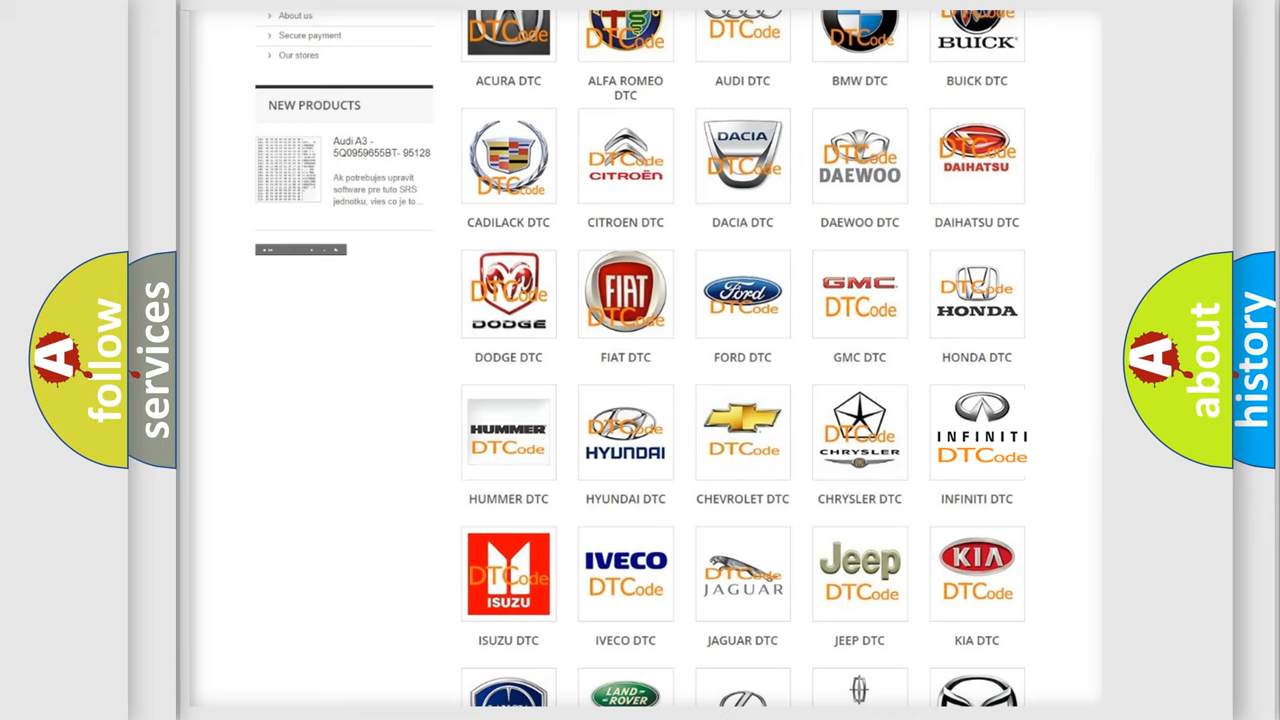 About us
Secure payment
Our stores
NEW PRODUCTS
Audi A3 -
5Q0959655BT- 95128
Ak potrebujes upravit
software pre tuto SRS
jednotku, vies co je to...
DTCode
DTCode
DTCode
DTCode
BUICK
ACURA DTC
ALFA ROMEO
DTC
AUDI DTC
BMW DTC
BUICK DTC
DTCode
DTCode
CITROËN
DACIA
DTCode
DTCode
DAEWOO
DTCode
DAIHATSU
CADILACK DTC
CITROEN DTC
DACIA DTC
DAEWOO DTC
DAIHATSU DTC
DTCode
DODGE
FIAT
DTCode
Ford
DTCode
GMC
DTCode
DTCode
HONDA
DODGE DTC
FIAT DTC
FORD DTC
GMC DTC
HONDA DTC
HUMMER
DTCode
DTCode
HYUNDAI
DTCode
DTCode
CHRYSLER
INFINITI
DTCode
HUMMER DTC
HYUNDAI DTC
CHEVROLET DTC
CHRYSLER DTC
INFINITI DTC
DTCode
ISUZU
IVECO
DTCode
DTCode
JAGUAR
Jeep
DTCode
KIA
DTCode
ISUZU DTC
IVECO DTC
JAGUAR DTC
JEEP DTC
KIA DTC
LAND-
ROVER
A
follow
services
A
about
history